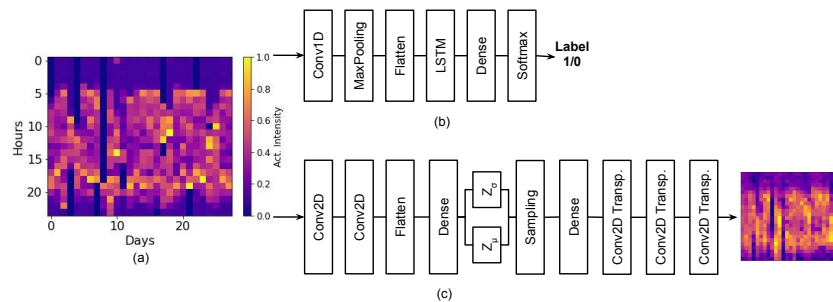 0
5
10
15
20
Hours
0
10
20
Days
(a)
1.0
0.8
0.6
0.4
0.2
0.0
Act. Intensity
Conv1D
MaxPooling
Flatten
LSTM
Dense
Softmax
Label
1/0
(b)
Conv2D
Conv2D
Flatten
Dense
Zσ
Zμ
Sampling
Dense
Conv2D Transp.
Conv2D Transp.
Conv2D Transp.
(c)